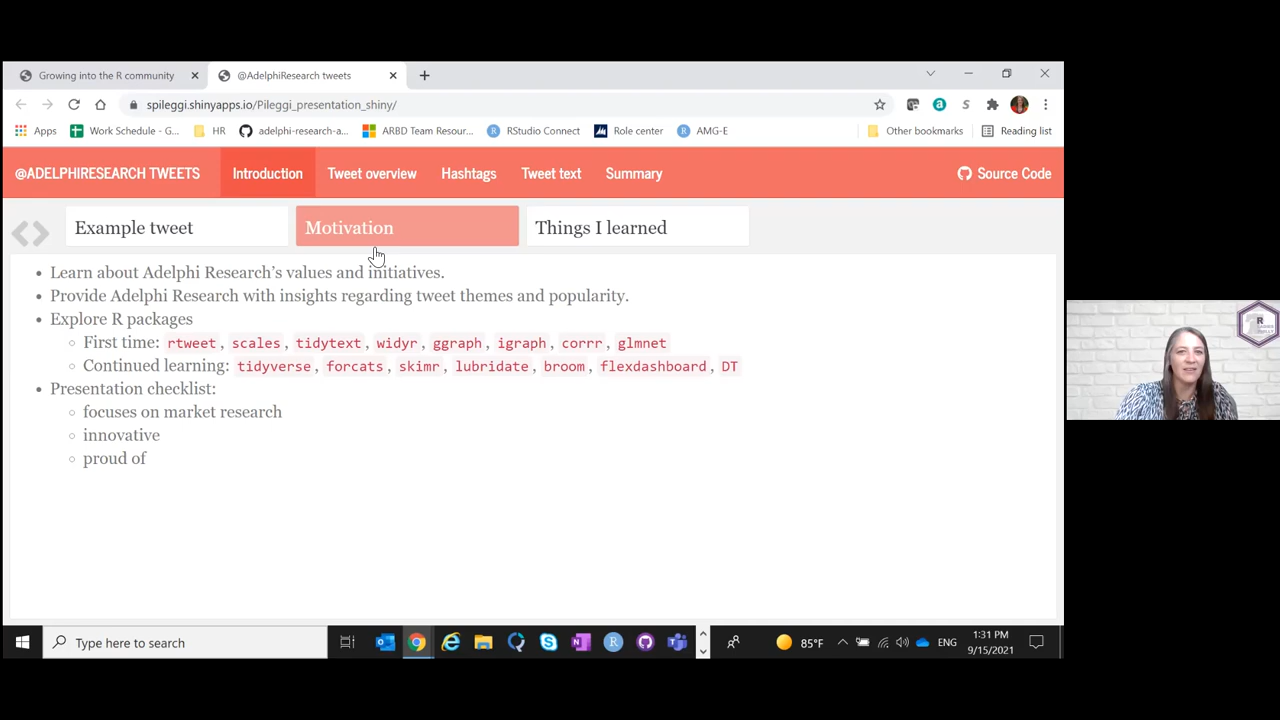 Growing into the R community
@AdelphiResearch tweets
spileggi.shinyapps.io/Pileggi_presentation_shiny/
Apps
Work Schedule - G...
HR
adelphi-research-a...
ARBD Team Resour...
RStudio Connect
Role center
AMG-E
Other bookmarks
Reading list
@ADELPHIRESEARCH TWEETS
Introduction
Tweet overview
Hashtags
Tweet text
Summary
Source Code
Example tweet
Motivation
Things I learned
Learn about Adelphi Research's values and initiatives.
Provide Adelphi Research with insights regarding tweet themes and popularity.
Explore R packages
First time: rtweet, scales, tidytext, widyr, ggraph, igraph, corrr, glmnet
Continued learning: tidyverse, forcats, skimr, lubridate, broom, flexdashboard, DT
Presentation checklist:
focuses on market research
innovative
proud of
Type here to search
85°F
ENG
1:31 PM
9/15/2021